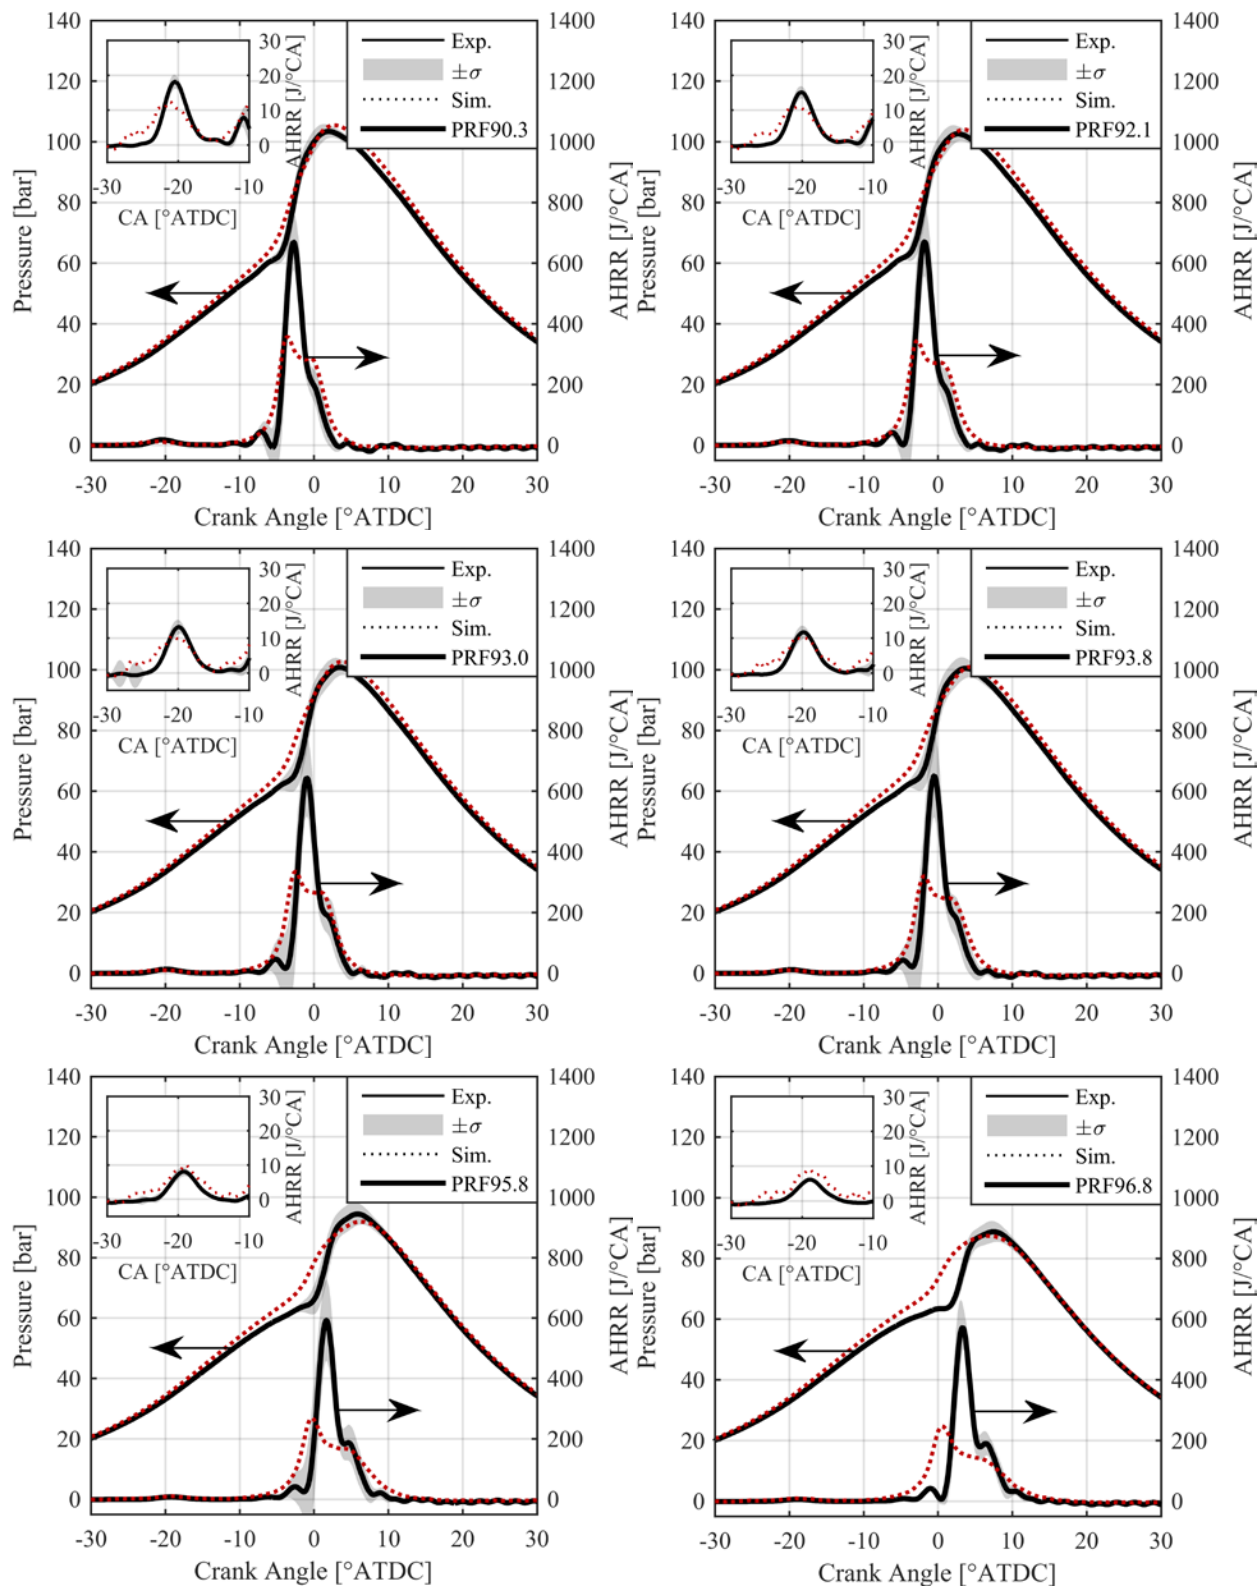 140
120
100
80
60
40
20
0
Pressure [bar]
-30 -20 -10 0 10 20 30
Crank Angle [°ATDC]
1400
1200
1000
800
600
400
200
0
AHRR [J/°CA]
30
20
10
0
AHRR [J/°CA]
-30 -20 -10
CA [°ATDC]
Exp.
±σ
Sim.
PRF90.3
140
120
100
80
60
40
20
0
Pressure [bar]
-30 -20 -10 0 10 20 30
Crank Angle [°ATDC]
1400
1200
1000
800
600
400
200
0
AHRR [J/°CA]
30
20
10
0
AHRR [J/°CA]
-30 -20 -10
CA [°ATDC]
Exp.
±σ
Sim.
PRF92.1
140
120
100
80
60
40
20
0
Pressure [bar]
-30 -20 -10 0 10 20 30
Crank Angle [°ATDC]
1400
1200
1000
800
600
400
200
0
AHRR [J/°CA]
30
20
10
0
AHRR [J/°CA]
-30 -20 -10
CA [°ATDC]
Exp.
±σ
Sim.
PRF93.0
140
120
100
80
60
40
20
0
Pressure [bar]
-30 -20 -10 0 10 20 30
Crank Angle [°ATDC]
1400
1200
1000
800
600
400
200
0
AHRR [J/°CA]
30
20
10
0
AHRR [J/°CA]
-30 -20 -10
CA [°ATDC]
Exp.
±σ
Sim.
PRF93.8
140
120
100
80
60
40
20
0
Pressure [bar]
-30 -20 -10 0 10 20 30
Crank Angle [°ATDC]
1400
1200
1000
800
600
400
200
0
AHRR [J/°CA]
30
20
10
0
AHRR [J/°CA]
-30 -20 -10
CA [°ATDC]
Exp.
±σ
Sim.
PRF95.8
140
120
100
80
60
40
20
0
Pressure [bar]
-30 -20 -10 0 10 20 30
Crank Angle [°ATDC]
1400
1200
1000
800
600
400
200
0
AHRR [J/°CA]
30
20
10
0
AHRR [J/°CA]
-30 -20 -10
CA [°ATDC]
Exp.
±σ
Sim.
PRF96.8